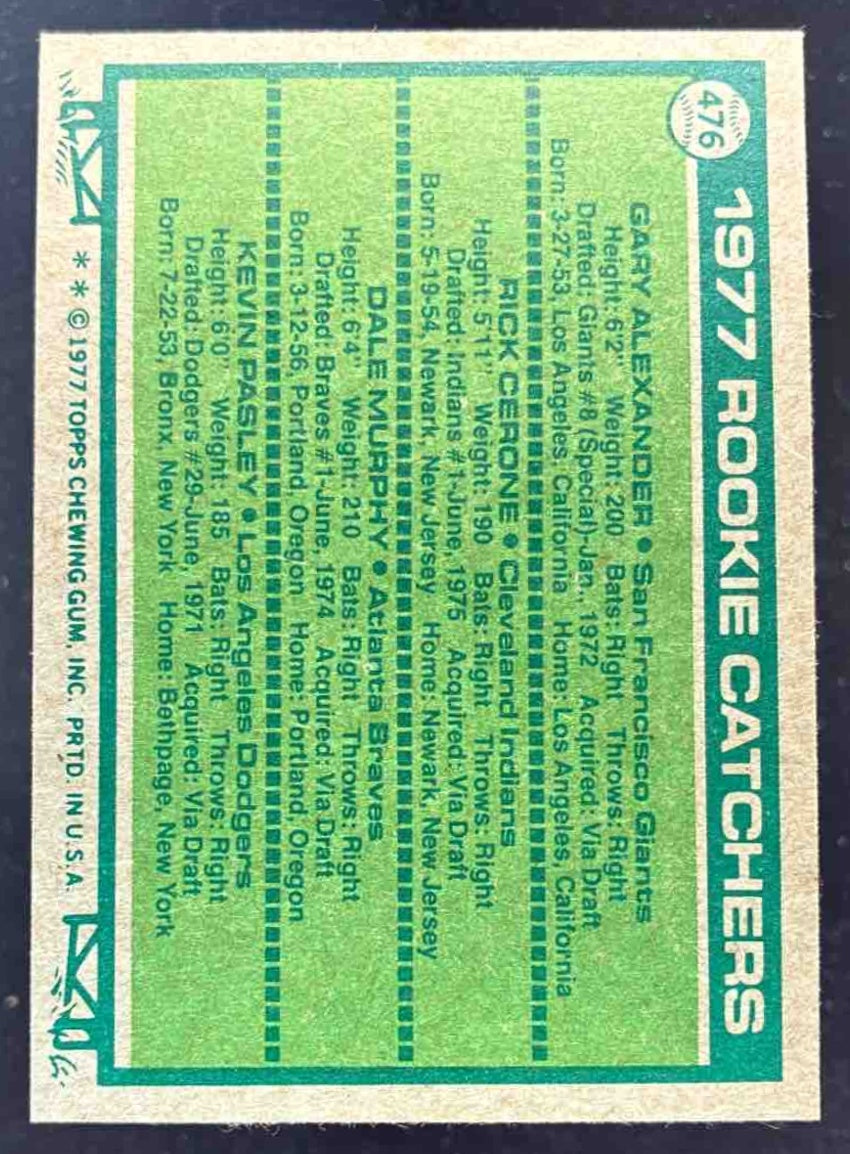 476
1977 ROOKIE CATCHERS
GARY ALEXANDER • San Francisco Giants
Height: 6'2" Weight: 200 Bats: Right Throws: Right
Drafted: Giants #8 (Special)-Jan., 1972 Acquired: Via Draft
Born: 3-27-53, Los Angeles, California Home: Los Angeles, California
RICK CERONE • Cleveland Indians
Height: 5'11" Weight: 190 Bats: Right Throws: Right
Drafted: Indians #1-June, 1975 Acquired: Via Draft
Born: 5-19-54, Newark, New Jersey Home: Newark, New Jersey
DALE MURPHY • Atlanta Braves
Height: 6'4" Weight: 210 Bats: Right Throws: Right
Drafted: Braves #1-June, 1974 Acquired: Via Draft
Born: 3-12-56, Portland, Oregon Home: Portland, Oregon
KEVIN PASLEY • Los Angeles Dodgers
Height: 6'0" Weight: 185 Bats: Right Throws: Right
Drafted: Dodgers #29-June, 1971 Acquired: Via Draft
Born: 7-22-53, Bronx, New York Home: Bethpage, New York
* * © 1977 TOPPS CHEWING GUM, INC. PRTD. IN U.S.A.